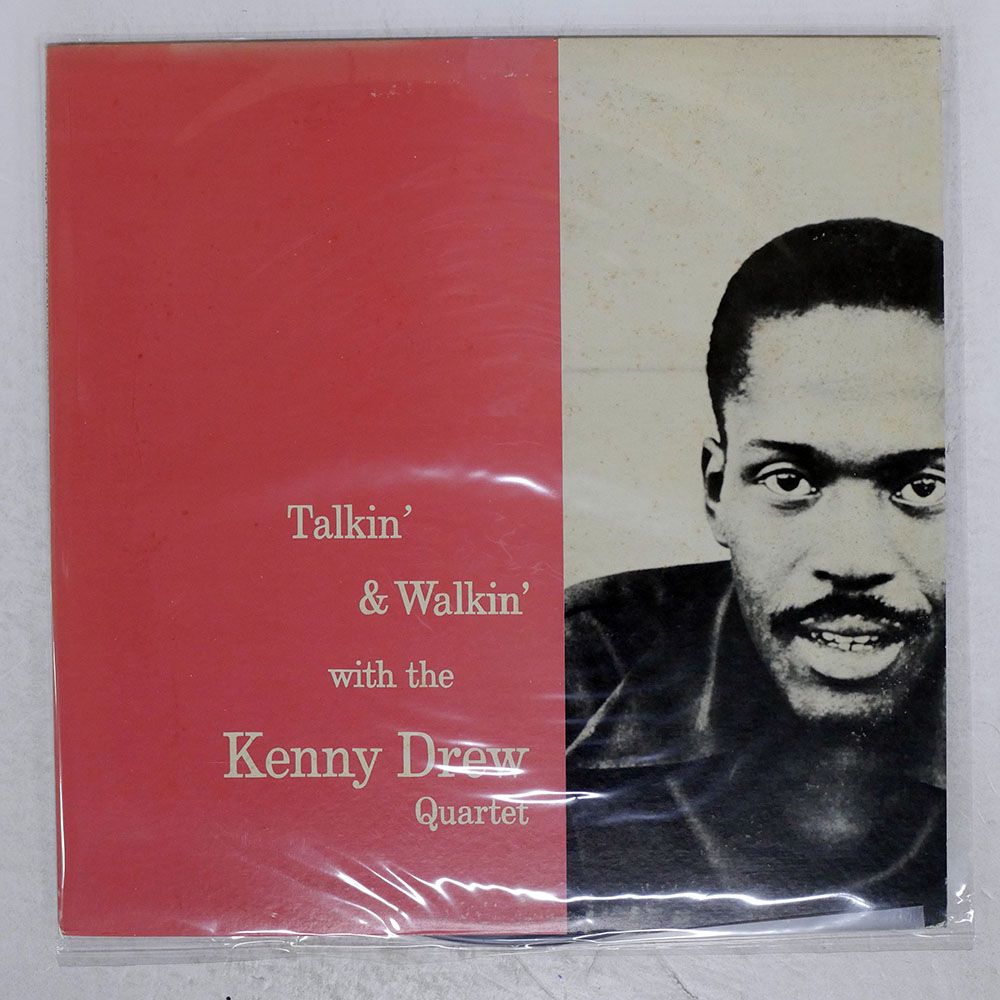 Talkin'
& Walkin'
with the
Kenny Drew
Quartet